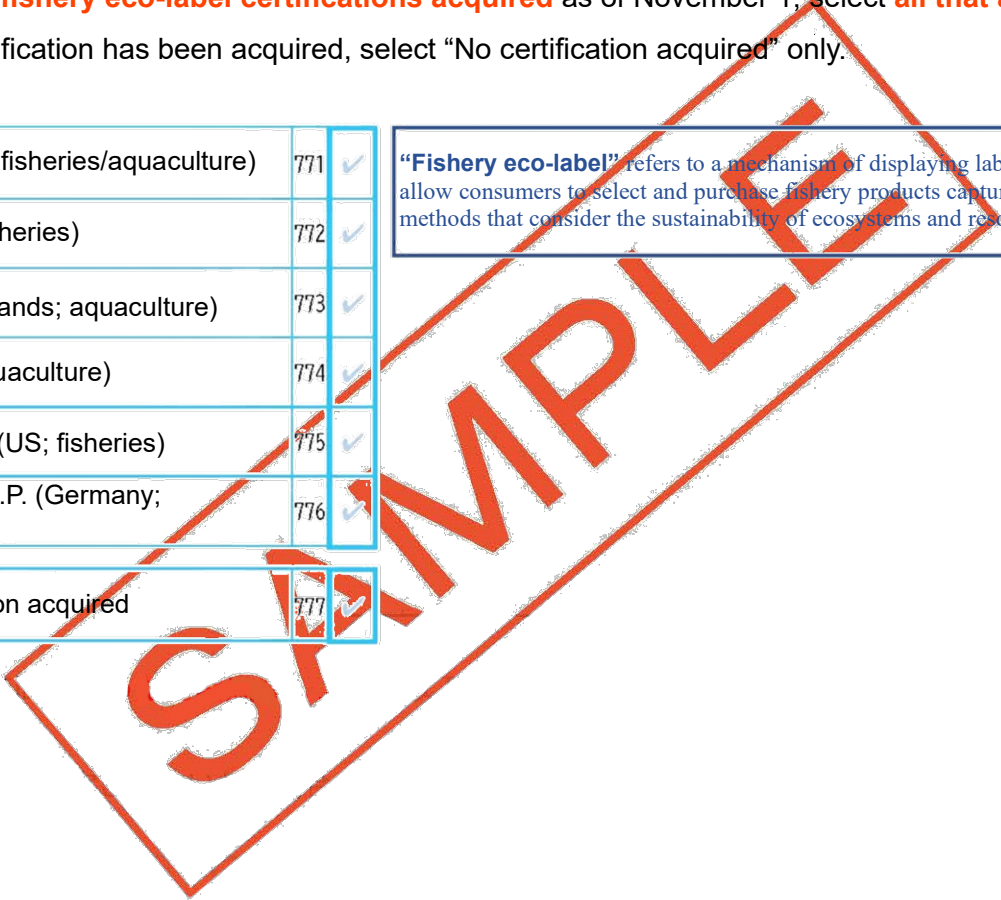 fishery eco-label certifications acquired as of November 1, select all that a
ification has been acquired, select “No certification acquired” only.
fisheries/aquaculture) 771
heries) 772
ands; aquaculture) 773
uaculture) 774
(US; fisheries) 775
.P. (Germany; 776
on acquired 777
“Fishery eco-label” refers to a mechanism of displaying lab
allow consumers to select and purchase fishery products captur
methods that consider the sustainability of ecosystems and reso
SAMPLE